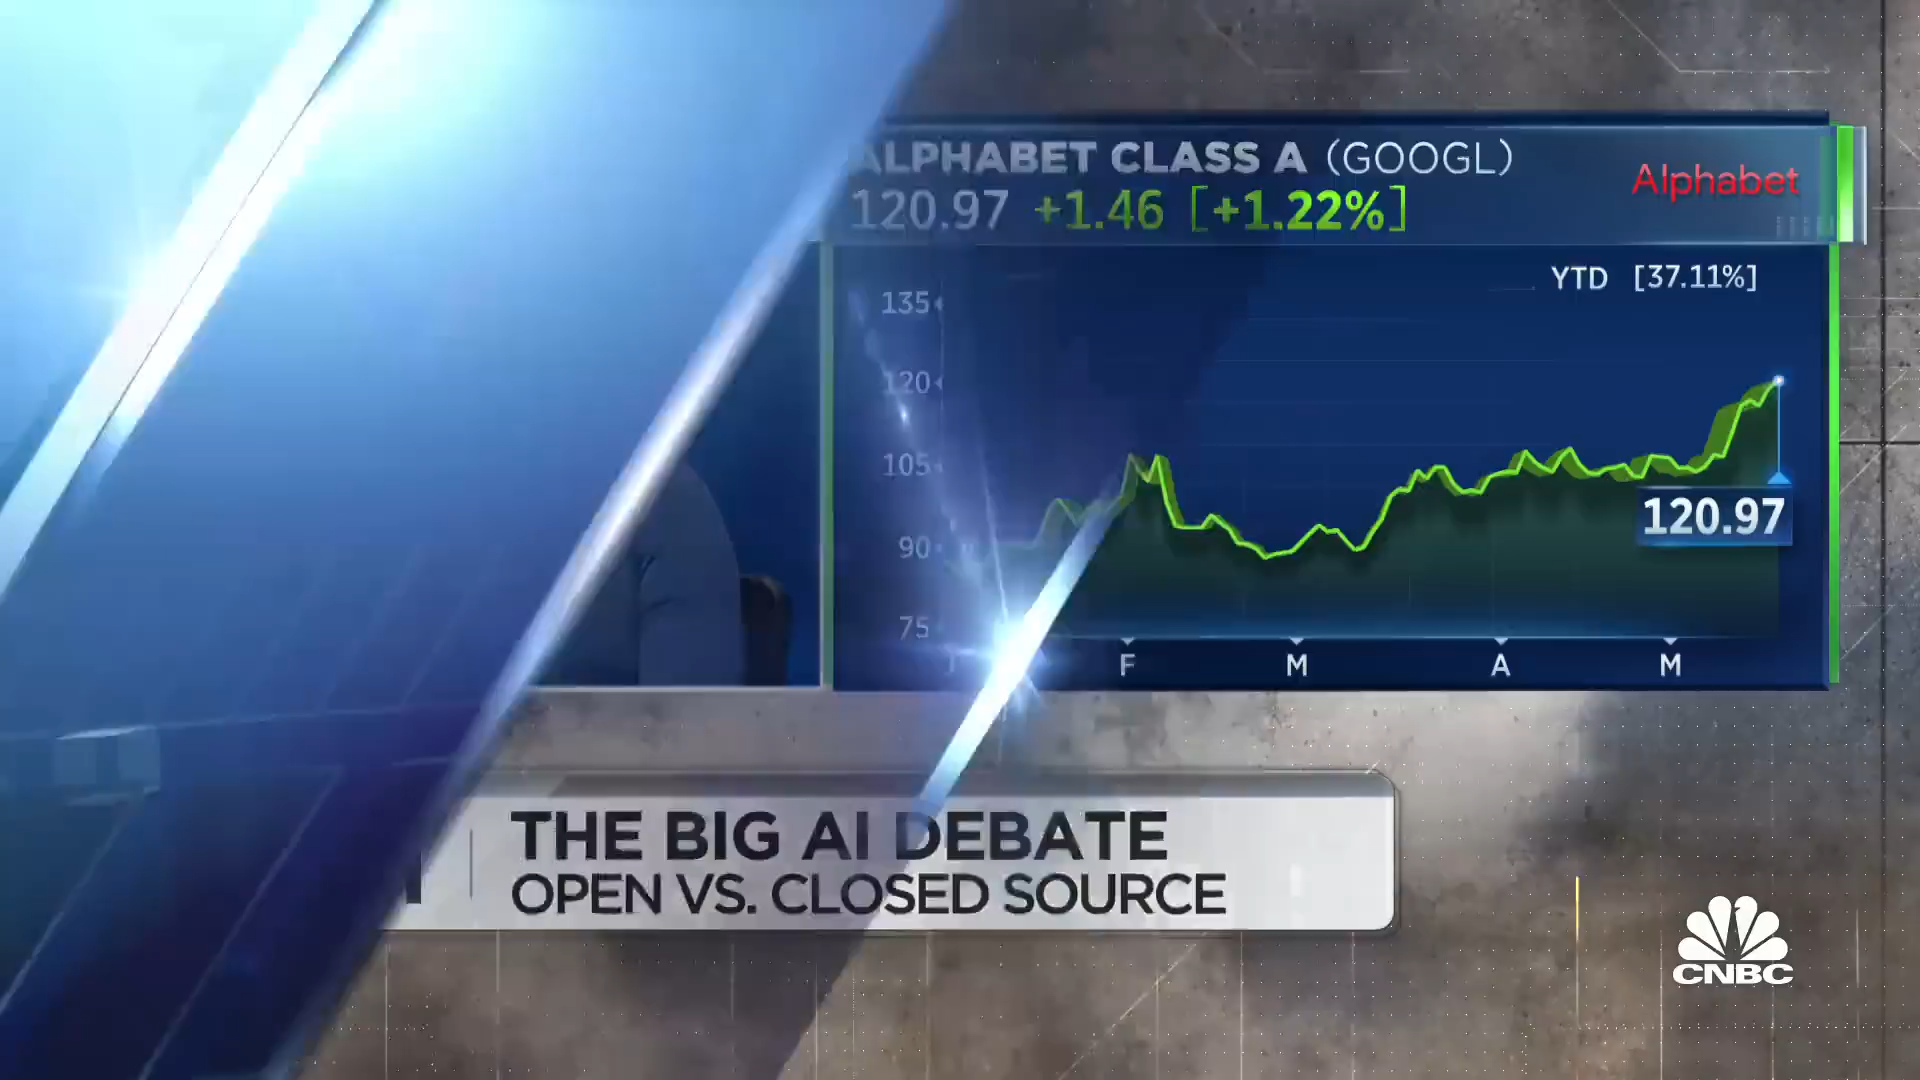 ALPHABET CLASS A (GOOGL)
120.97 +1.46 [+1.22%]
Alphabet
YTD [37.11%]
135
120
105
90
75
120.97
J F M A M
THE BIG AI DEBATE
OPEN VS. CLOSED SOURCE
CNBC